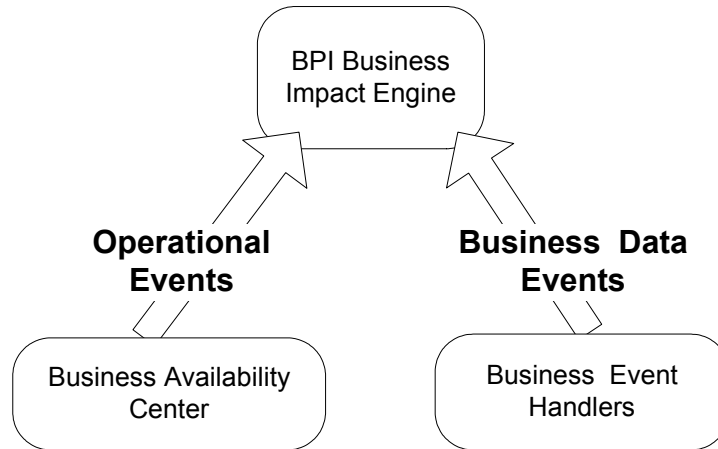 BPI Business
Impact Engine
Operational
Events
Business Data
Events
Business Availability
Center
Business Event
Handlers